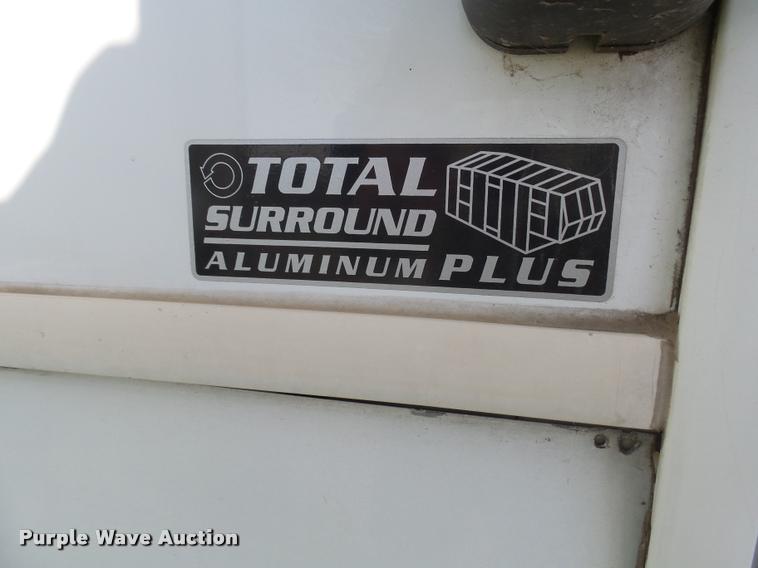 TOTAL
SURROUND
ALUMINUM PLUS
Purple Wave Auction